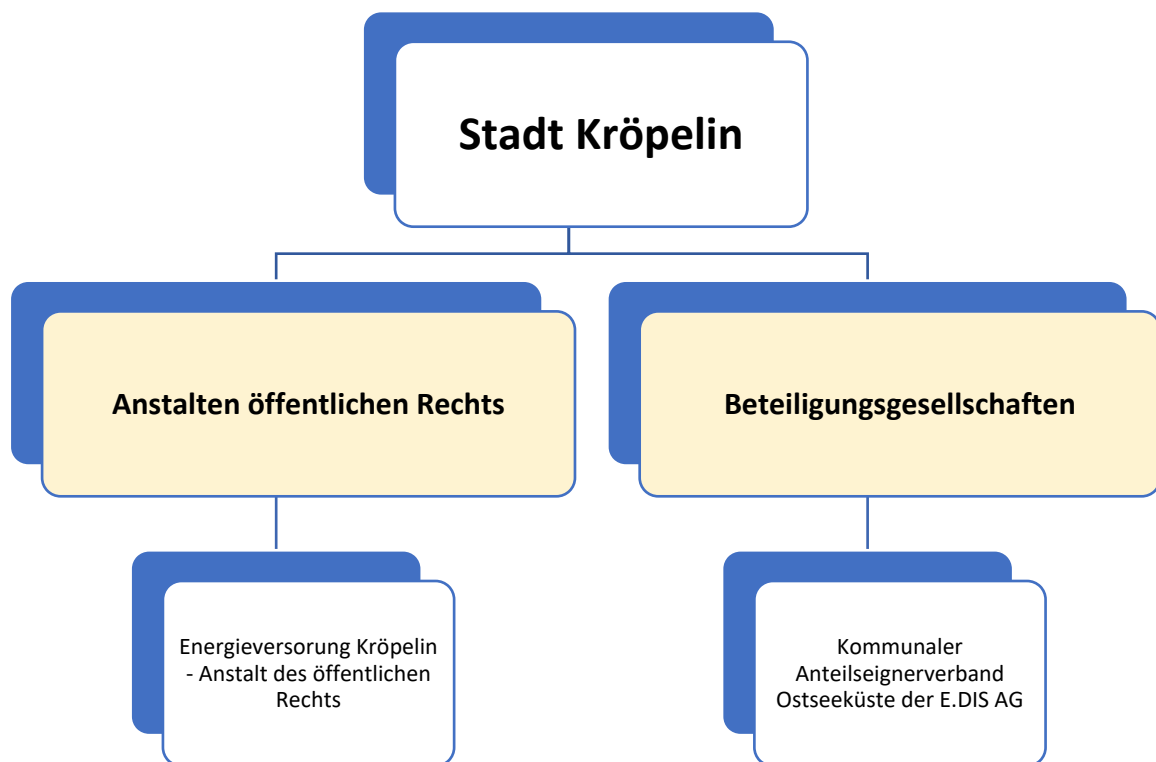 Stadt Kröpelin
Anstalten öffentlichen Rechts
Beteiligungsgesellschaften
Energieversorung Kröpelin
- Anstalt des öffentlichen
Rechts
Kommunaler
Anteilseignerverband
Ostseeküste der E.DIS AG